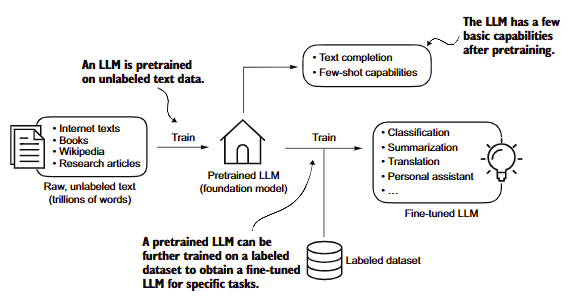 The LLM has a few
basic capabilities
after pretraining.
An LLM is pretrained
on unlabeled text data.
• Text completion
• Few-shot capabilities
• Internet texts
• Books
• Wikipedia
• Research articles
Train
Train
• Classification
• Summarization
• Translation
• Personal assistant
• ...
Raw, unlabeled text
(trillions of words)
Pretrained LLM
(foundation model)
Fine-tuned LLM
A pretrained LLM can be
further trained on a labeled
dataset to obtain a fine-tuned
LLM for specific tasks.
Labeled dataset